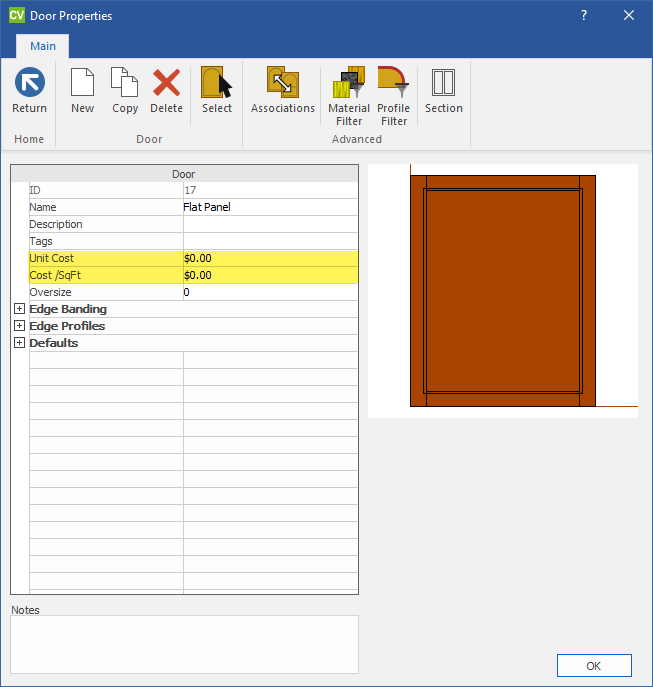 CV Door Properties ?
Main
Return New Copy Delete Select Associations Material Filter Profile Filter Section
Home Door Advanced
Door
ID 17
Name Flat Panel
Description
Tags
Unit Cost $0.00
Cost /SqFt $0.00
Oversize 0
Edge Banding
Edge Profiles
Defaults
Notes
OK